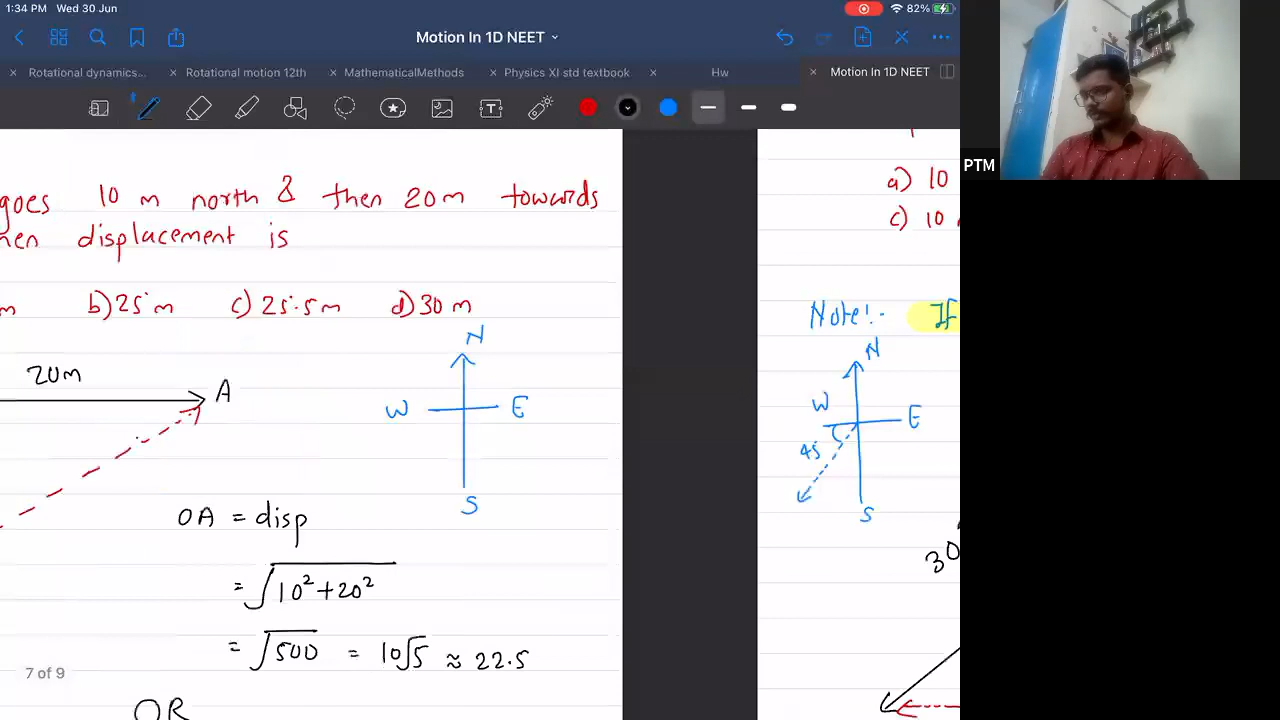 1:34 PM Wed 30 Jun
82%
Motion In 1D NEET
Rotational dynamics...
Rotational motion 12th
MathematicalMethods
Physics XI std textbook
Hw
Motion In 1D NEET
PTM
goes 10 m north & then 20m towards
hen displacement is
m b) 25 m c) 25.5 m d) 30 m
N
W E
S
20m A
OA = disp
= √10² + 20²
= √500 = 10√5 ≈ 22.5
OR
7 of 9
a) 10
c) 10
Note!:- If
N
W E
45
S
30